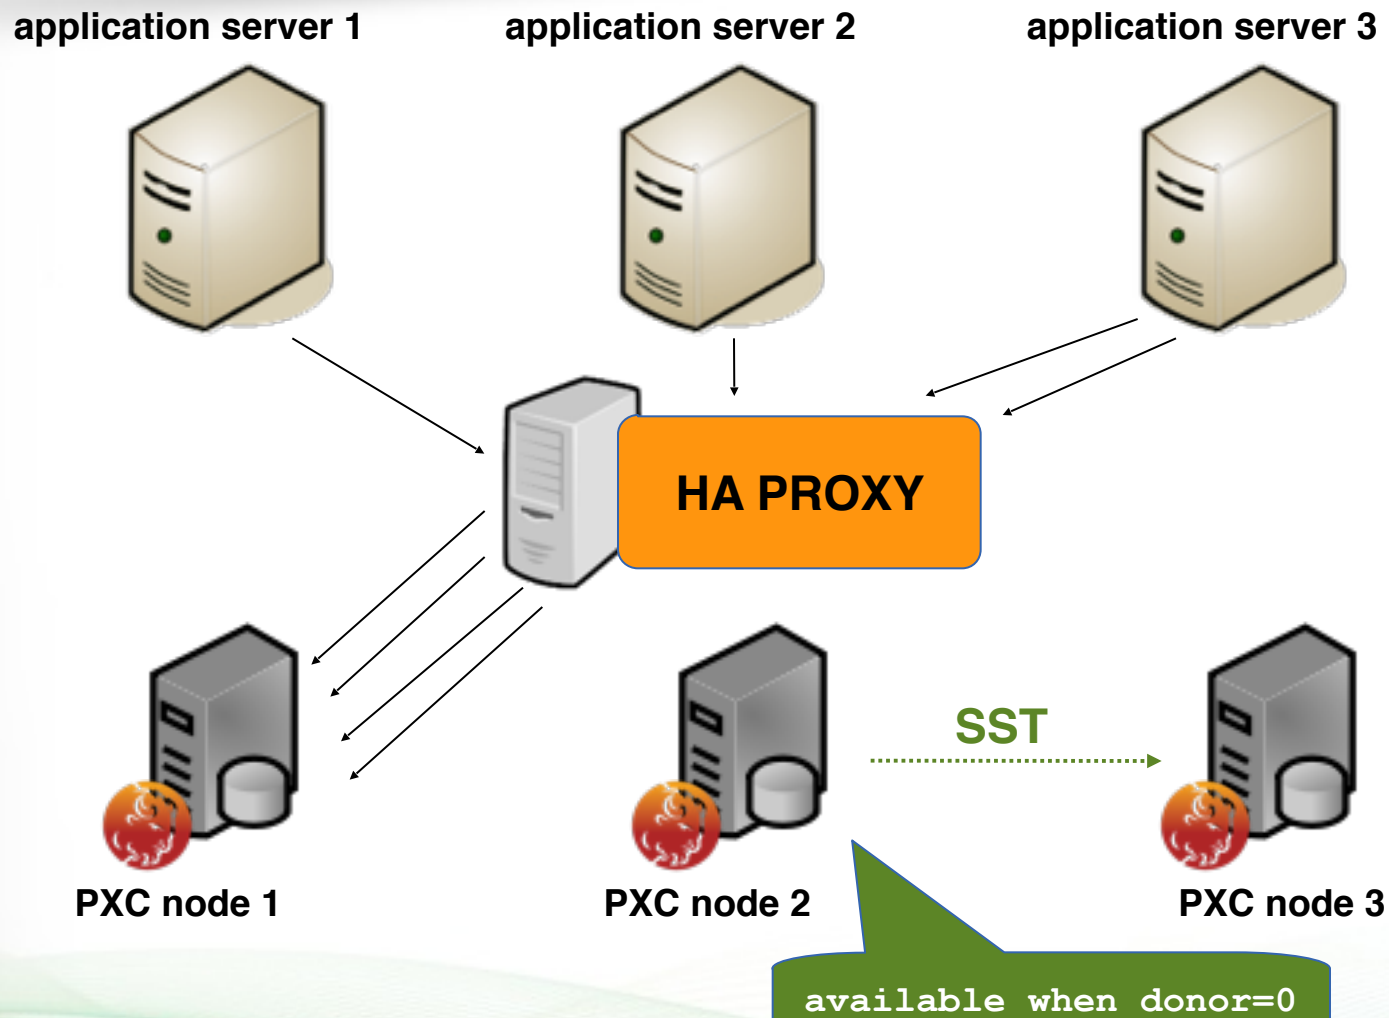 application server 1
application server 2
application server 3
HA PROXY
SST
PXC node 1
PXC node 2
PXC node 3
available when donor=0